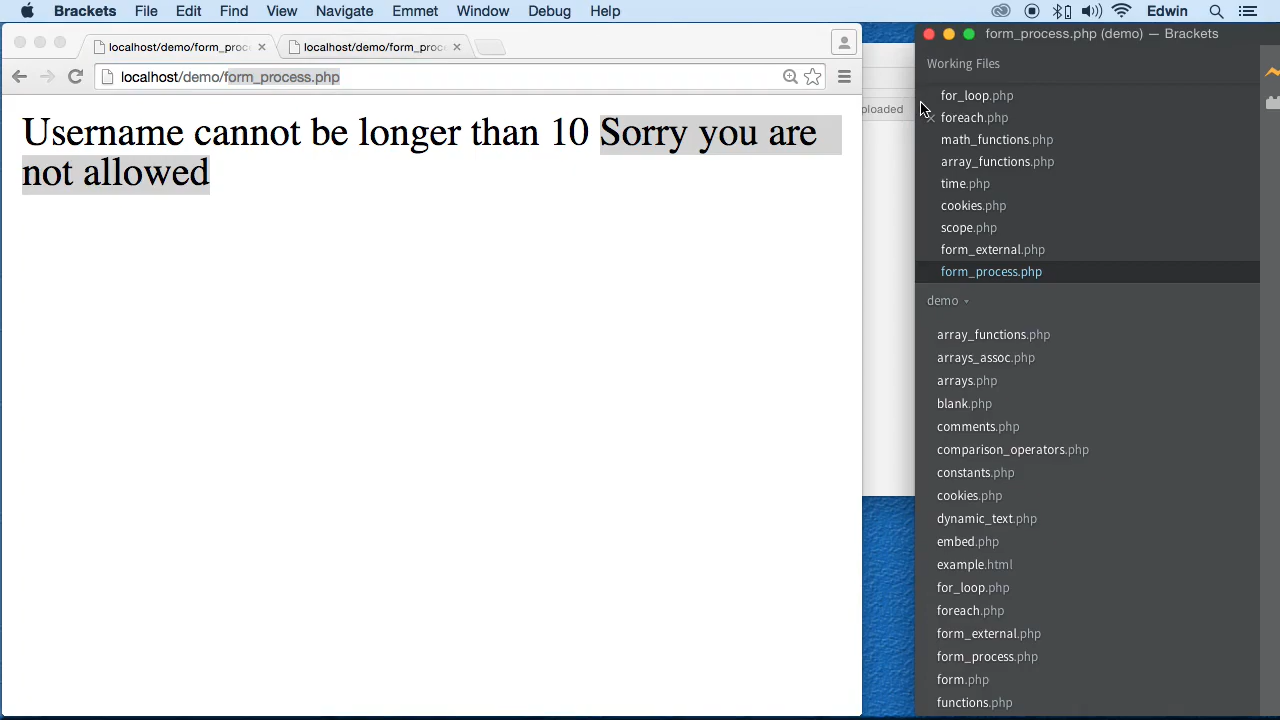 Brackets File Edit Find View Navigate Emmet Window Debug Help Edwin
localhost/demo/form_proc
localhost/demo/form_proc
form_process.php (demo) — Brackets
localhost/demo/form_process.php
Working Files
for_loop.php
ploaded
foreach.php
math_functions.php
array_functions.php
time.php
cookies.php
scope.php
form_external.php
form_process.php
Username cannot be longer than 10 Sorry you are
not allowed
demo
array_functions.php
arrays_assoc.php
arrays.php
blank.php
comments.php
comparison_operators.php
constants.php
cookies.php
dynamic_text.php
embed.php
example.html
for_loop.php
foreach.php
form_external.php
form_process.php
form.php
functions.php